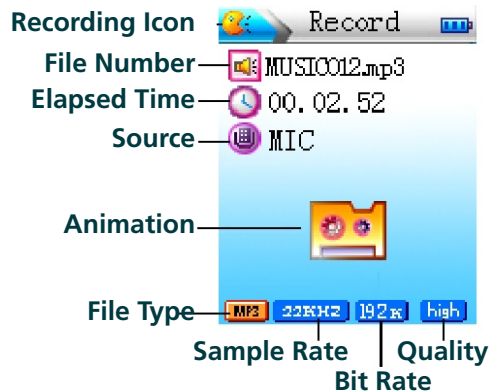 Recording Icon Record
File Number MUSIC012.mp3
Elapsed Time 00.02.52
Source MIC
Animation
File Type MP3 22KHZ 192K high
Sample Rate Quality
Bit Rate